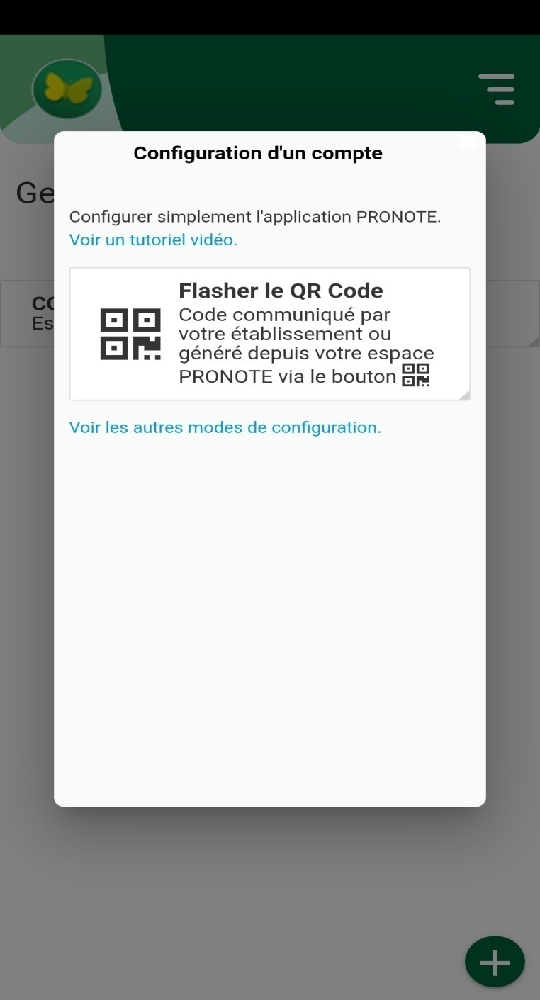 Configuration d'un compte
Ge
Configurer simplement l'application PRONOTE.
Voir un tutoriel vidéo.
Flasher le QR Code
Code communiqué par
votre établissement ou
généré depuis votre espace
PRONOTE via le bouton
Es
Voir les autres modes de configuration.